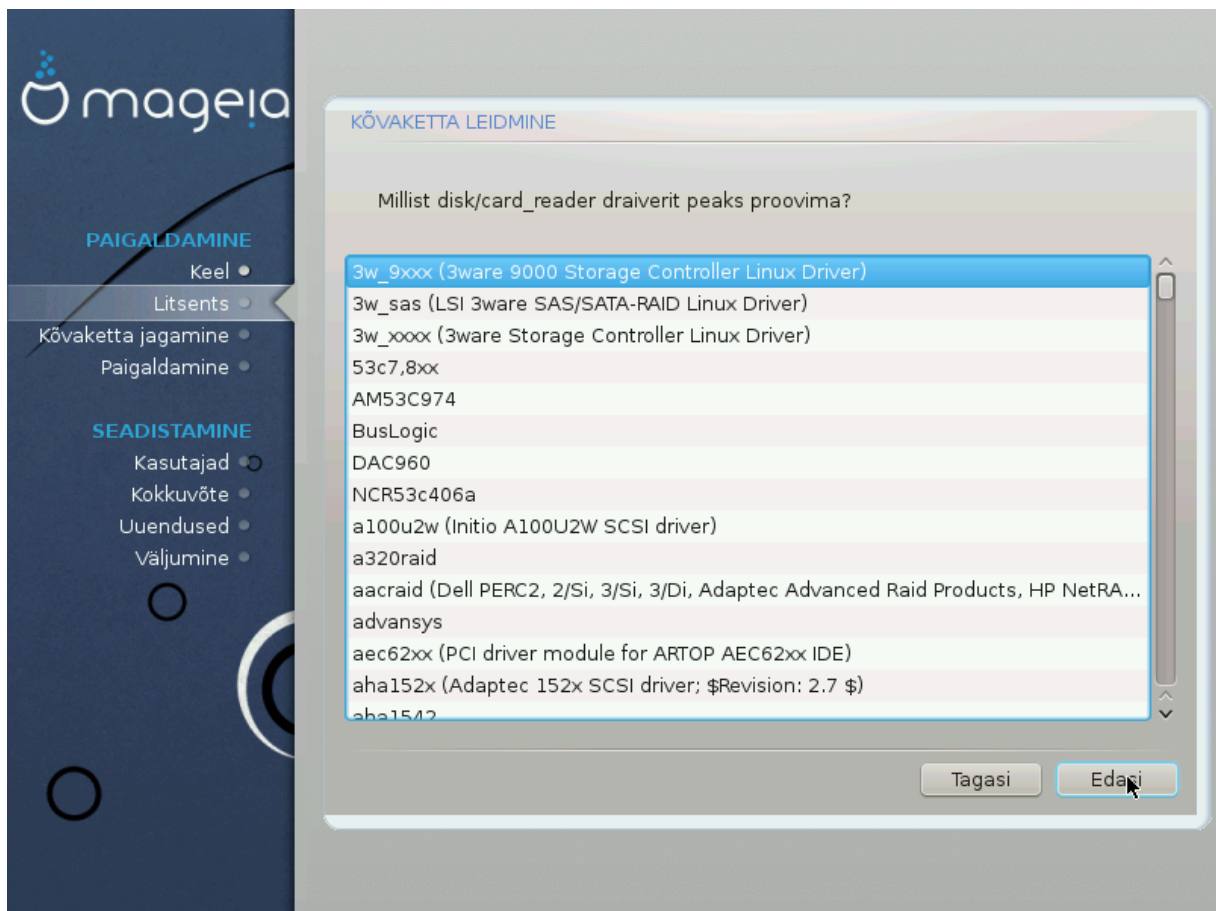 mageia
PAIGALDAMINE
Keel
Litsents
Kõvaketta jagamine
Paigaldamine
SEADISTAMINE
Kasutajad
Kokkuvõte
Uuendused
Väljumine
KÕVAKETTA LEIDMINE
Millist disk/card_reader draiverit peaks proovima?
3w_9xxx (3ware 9000 Storage Controller Linux Driver)
3w_sas (LSI 3ware SAS/SATA-RAID Linux Driver)
3w_xxxx (3ware Storage Controller Linux Driver)
53c7,8xx
AM53C974
BusLogic
DAC960
NCR53c406a
a100u2w (Initio A100U2W SCSI driver)
a320raid
aacraid (Dell PERC2, 2/Si, 3/Si, 3/Di, Adaptec Advanced Raid Products, HP NetRA...
advansys
aec62xx (PCI driver module for ARTOP AEC62xx IDE)
aha152x (Adaptec 152x SCSI driver; $Revision: 2.7 $)
aha1542
Tagasi
Edasi